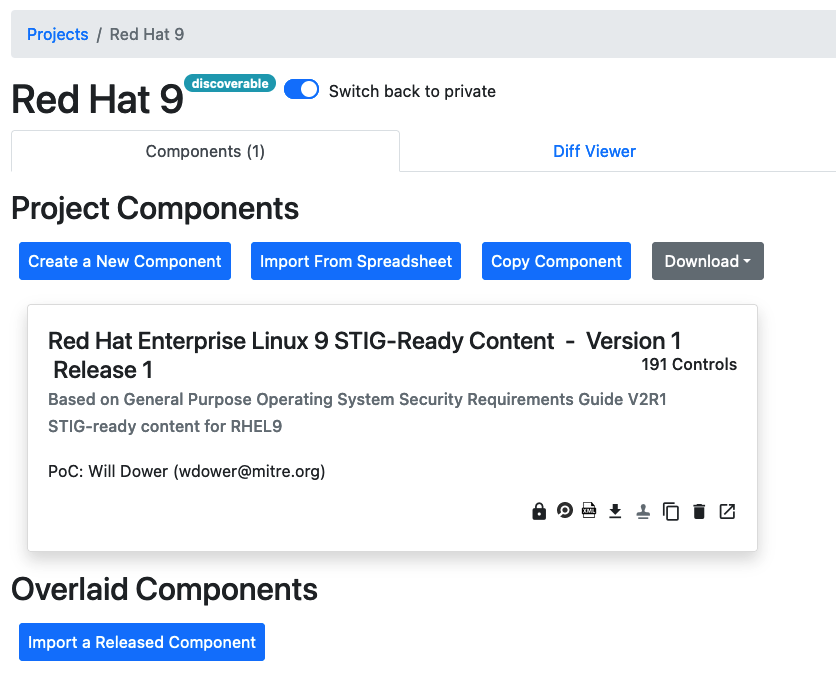 Projects / Red Hat 9
Red Hat 9 discoverable Switch back to private
Components (1) Diff Viewer
Project Components
Create a New Component Import From Spreadsheet Copy Component Download
Red Hat Enterprise Linux 9 STIG-Ready Content - Version 1
Release 1
191 Controls
Based on General Purpose Operating System Security Requirements Guide V2R1
STIG-ready content for RHEL9
PoC: Will Dower (wdower@mitre.org)
XML
Overlaid Components
Import a Released Component